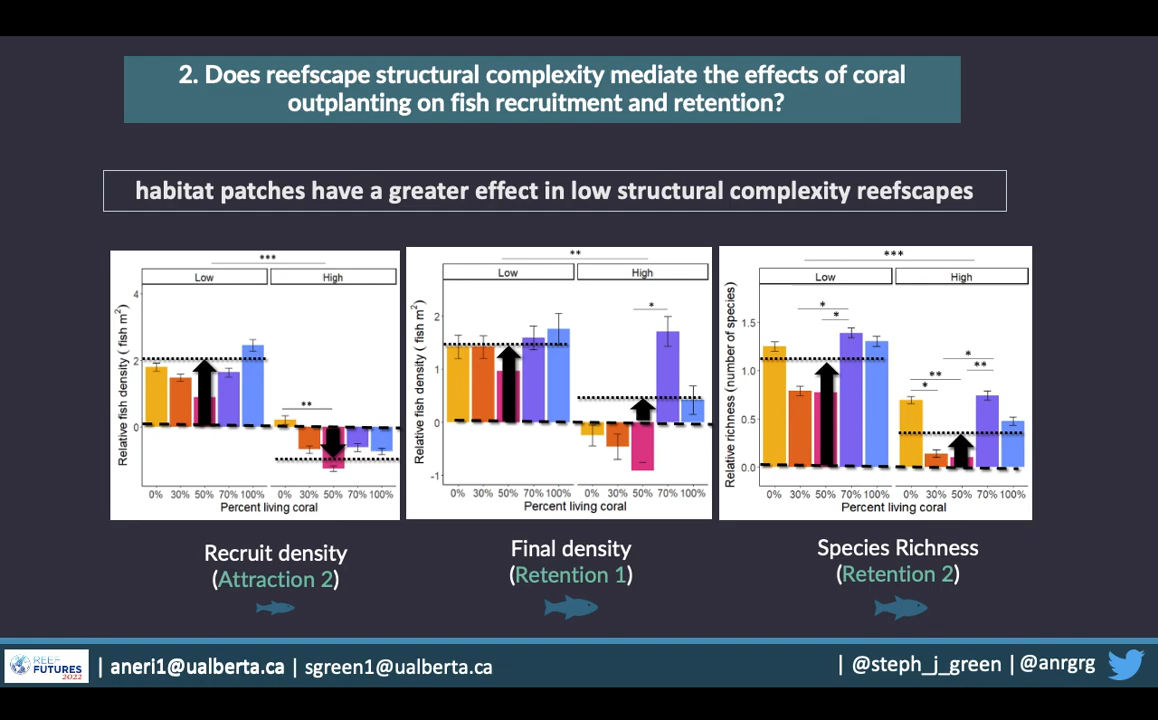 2. Does reefscape structural complexity mediate the effects of coral
outplanting on fish recruitment and retention?
habitat patches have a greater effect in low structural complexity reefscapes
***
Low High
Relative fish density ( fish m²)
4
2
0
**
0% 30% 50% 70% 100% 0% 30% 50% 70% 100%
Percent living coral
**
Low High
Relative fish density ( fish m²)
2
1
0
-1
*
0% 30% 50% 70% 100% 0% 30% 50% 70% 100%
Percent living coral
***
Low High
Relative richness (number of species)
1.5
1.0
0.5
0.0
*
*
*
**
**
*
0% 30% 50% 70% 100% 0% 30% 50% 70% 100%
Percent living coral
Recruit density
(Attraction 2)
Final density
(Retention 1)
Species Richness
(Retention 2)
REEF
FUTURES
2022
| aneri1@ualberta.ca | sgreen1@ualberta.ca
| @steph_j_green | @anrgrg